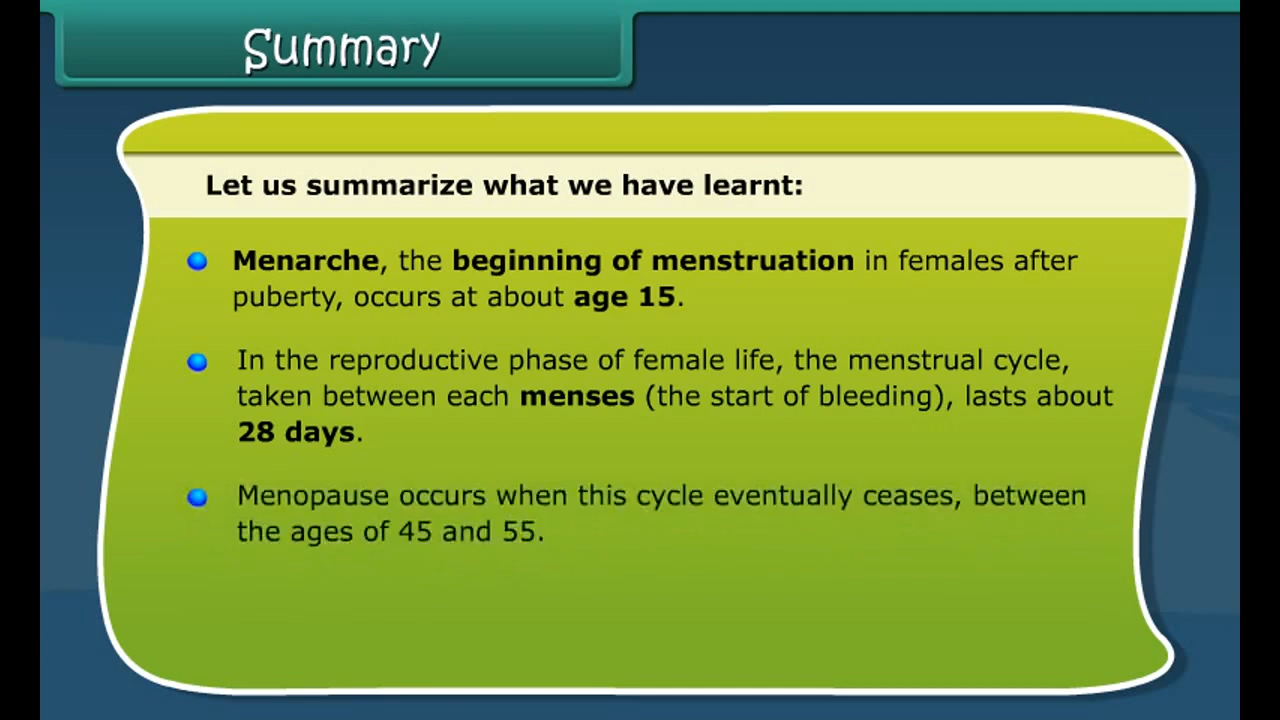 Summary
Let us summarize what we have learnt:
Menarche, the beginning of menstruation in females after
puberty, occurs at about age 15.
In the reproductive phase of female life, the menstrual cycle,
taken between each menses (the start of bleeding), lasts about
28 days.
Menopause occurs when this cycle eventually ceases, between
the ages of 45 and 55.